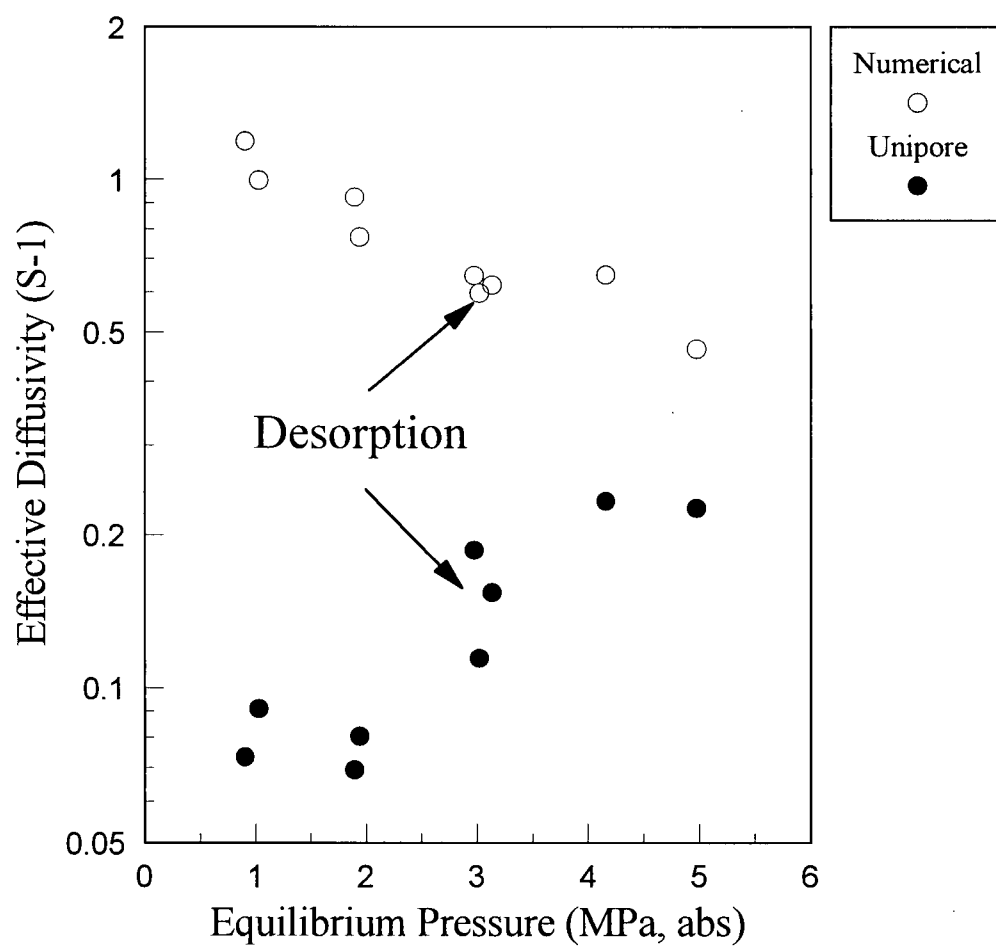 2
1
0.5
0.2
0.1
0.05
Effective Diffusivity (S-1)
Desorption
0 1 2 3 4 5 6
Equilibrium Pressure (MPa, abs)
Numerical
Unipore